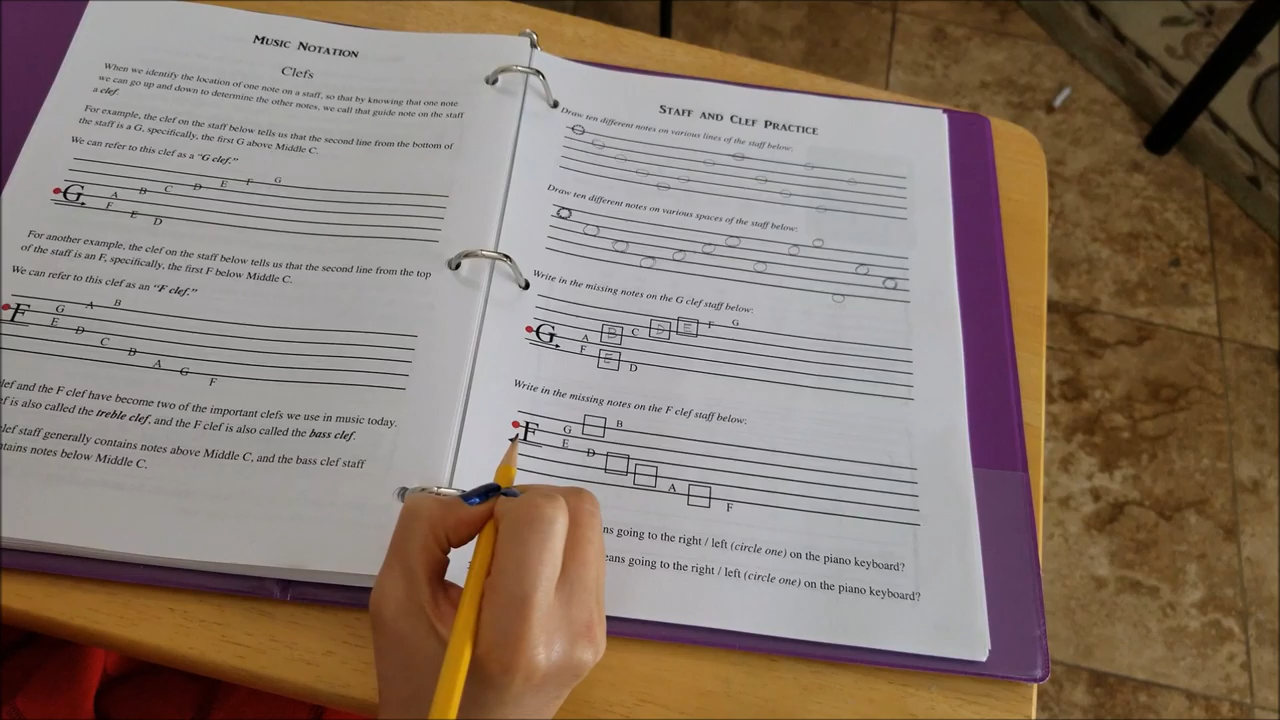 MUSIC NOTATION
Clefs
When we identify the location of one note on a staff, so that by knowing that one note
we can go up and down to determine the other notes, we call that guide note on the staff
a clef.
For example, the clef on the staff below tells us that the second line from the bottom of
the staff is a G, specifically, the first G above Middle C.
We can refer to this clef as a "G clef."
G A B C D E F G
F E D
For another example, the clef on the staff below tells us that the second line from the top
of the staff is an F, specifically, the first F below Middle C.
We can refer to this clef as an "F clef."
F G A B
E D C B A G F
lef and the F clef have become two of the important clefs we use in music today.
ef is also called the treble clef, and the F clef is also called the bass clef.
clef staff generally contains notes above Middle C, and the bass clef staff
ntains notes below Middle C.
STAFF AND CLEF PRACTICE
Draw ten different notes on various lines of the staff below:
Draw ten different notes on various spaces of the staff below:
Write in the missing notes on the G clef staff below:
G A B C D E F G
F E D
Write in the missing notes on the F clef staff below:
F G B
E D A F
ns going to the right / left (circle one) on the piano keyboard?
eans going to the right / left (circle one) on the piano keyboard?